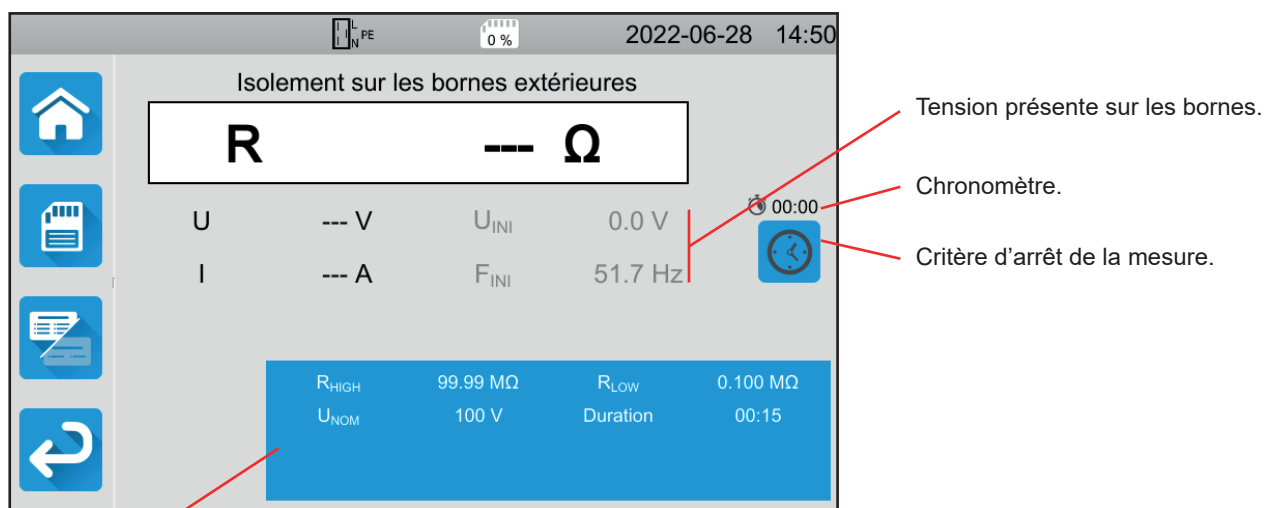 L
N PE
0 %
2022-06-28 14:50
Isolement sur les bornes extérieures
R --- Ω
U --- V UINI 0.0 V
I --- A FINI 51.7 Hz
00:00
RHIGH 99.99 MΩ RLOW 0.100 MΩ
UNOM 100 V Duration 00:15
Tension présente sur les bornes.
Chronomètre.
Critère d'arrêt de la mesure.